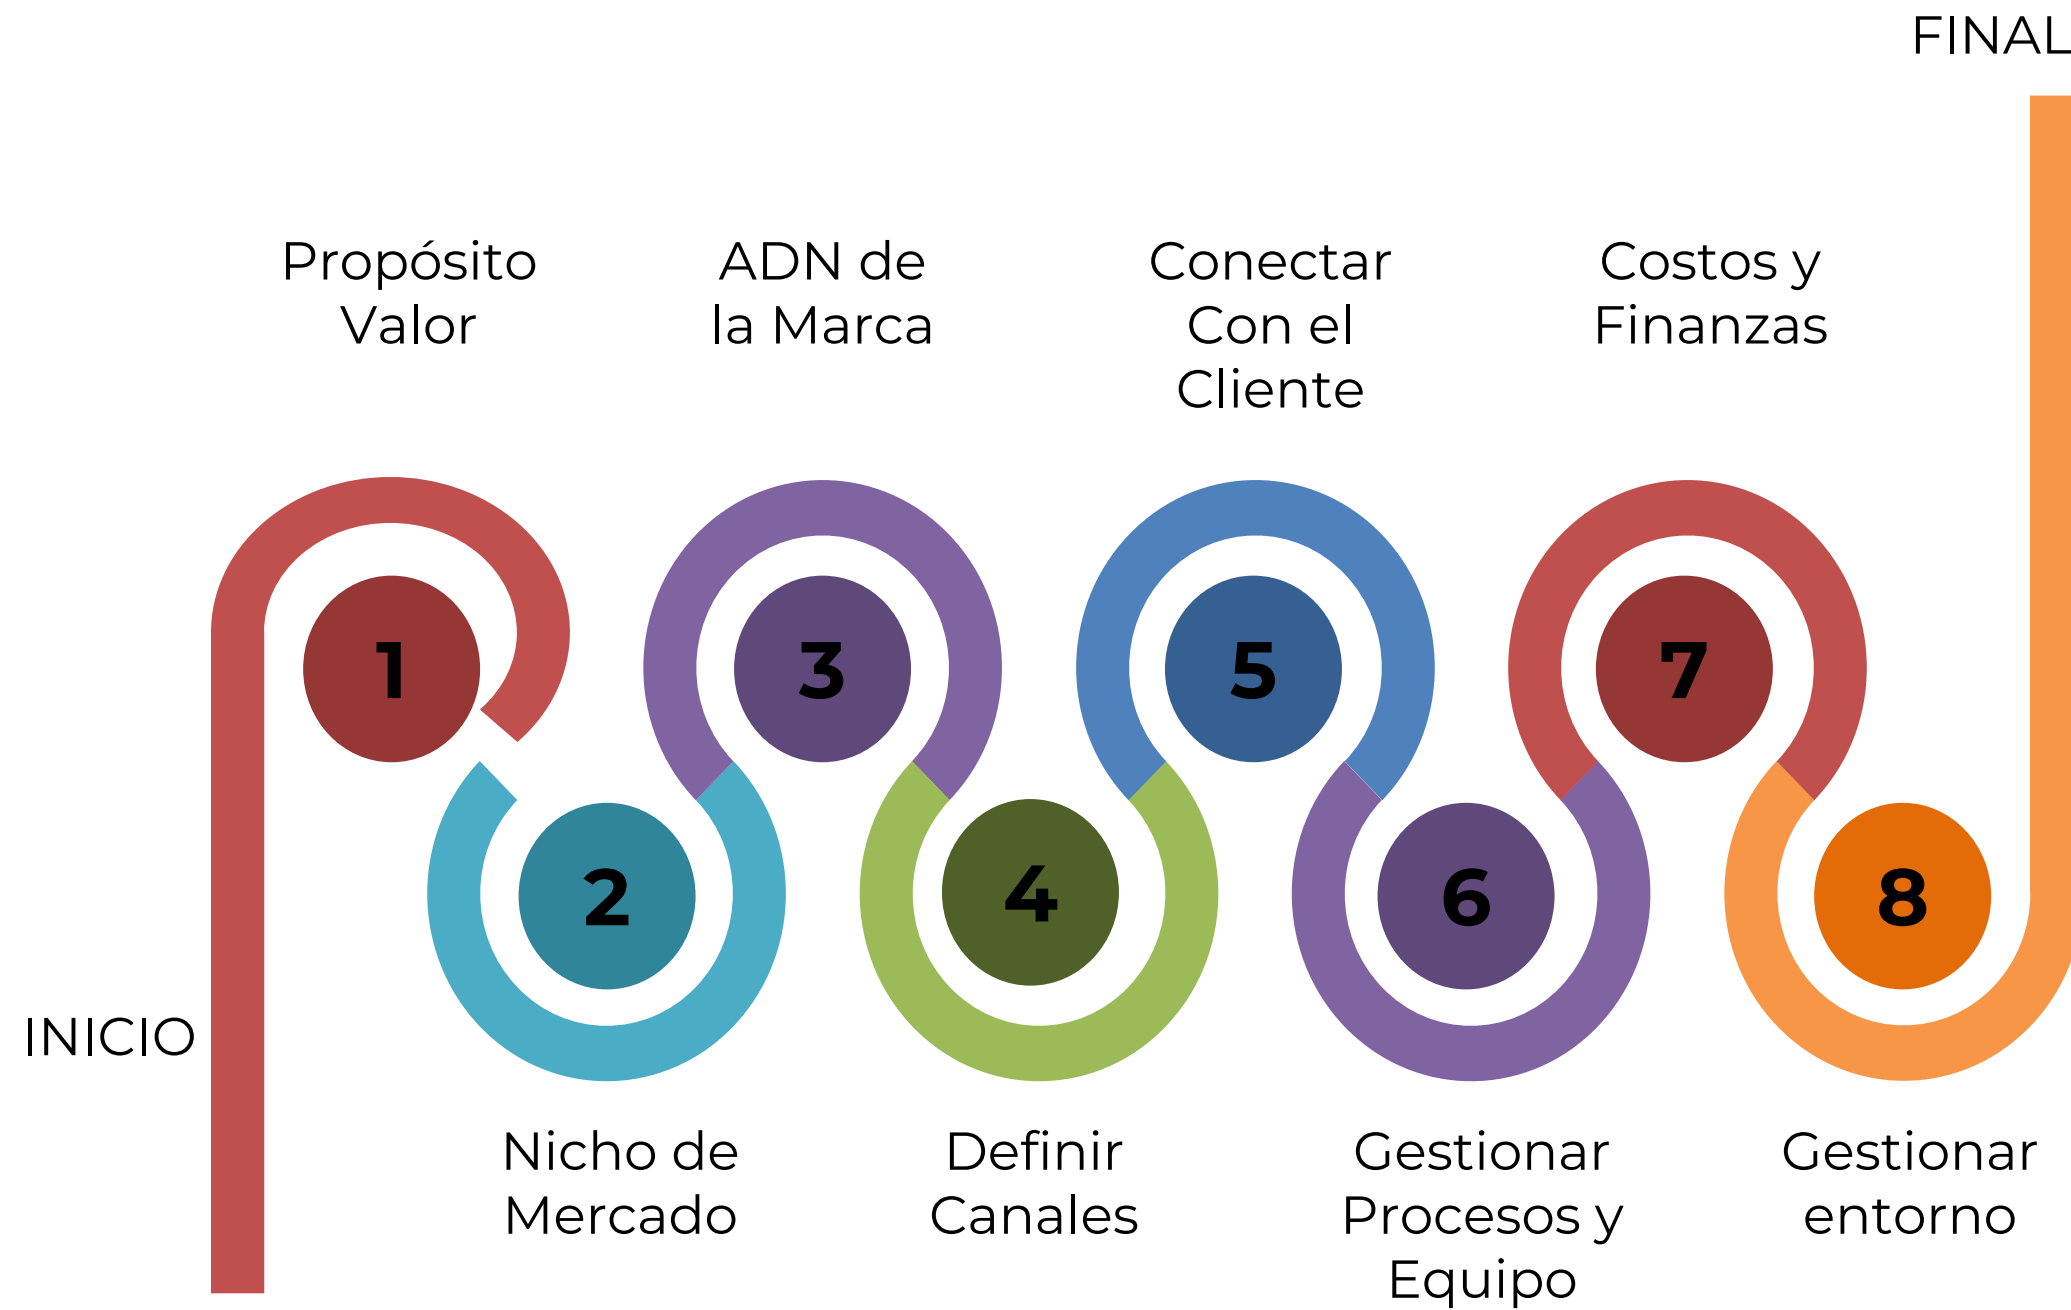 FINAL
Propósito
Valor
ADN de
la Marca
Conectar
Con el
Cliente
Costos y
Finanzas
1
3
5
7
2
4
6
8
INICIO
Nicho de
Mercado
Definir
Canales
Gestionar
Procesos y
Equipo
Gestionar
entorno